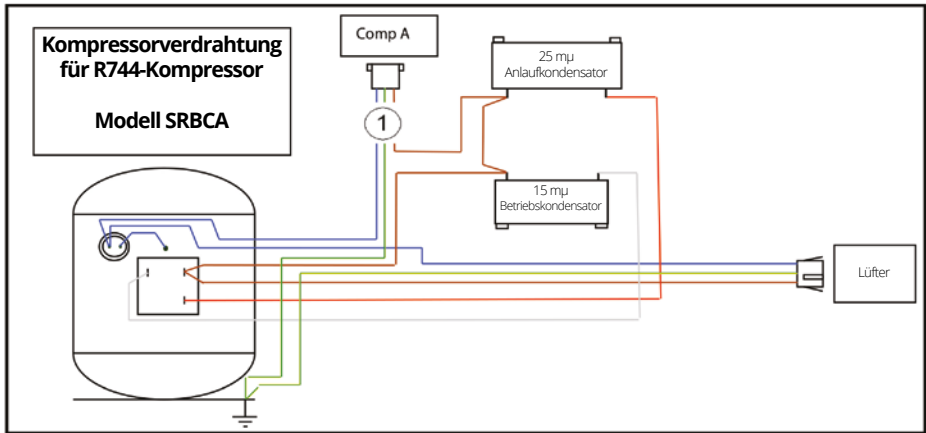 Kompressorverdrahtung
für R744-Kompressor
Modell SRBCA
Comp A
1
25 mµ
Anlaufkondensator
15 mµ
Betriebskondensator
Lüfter